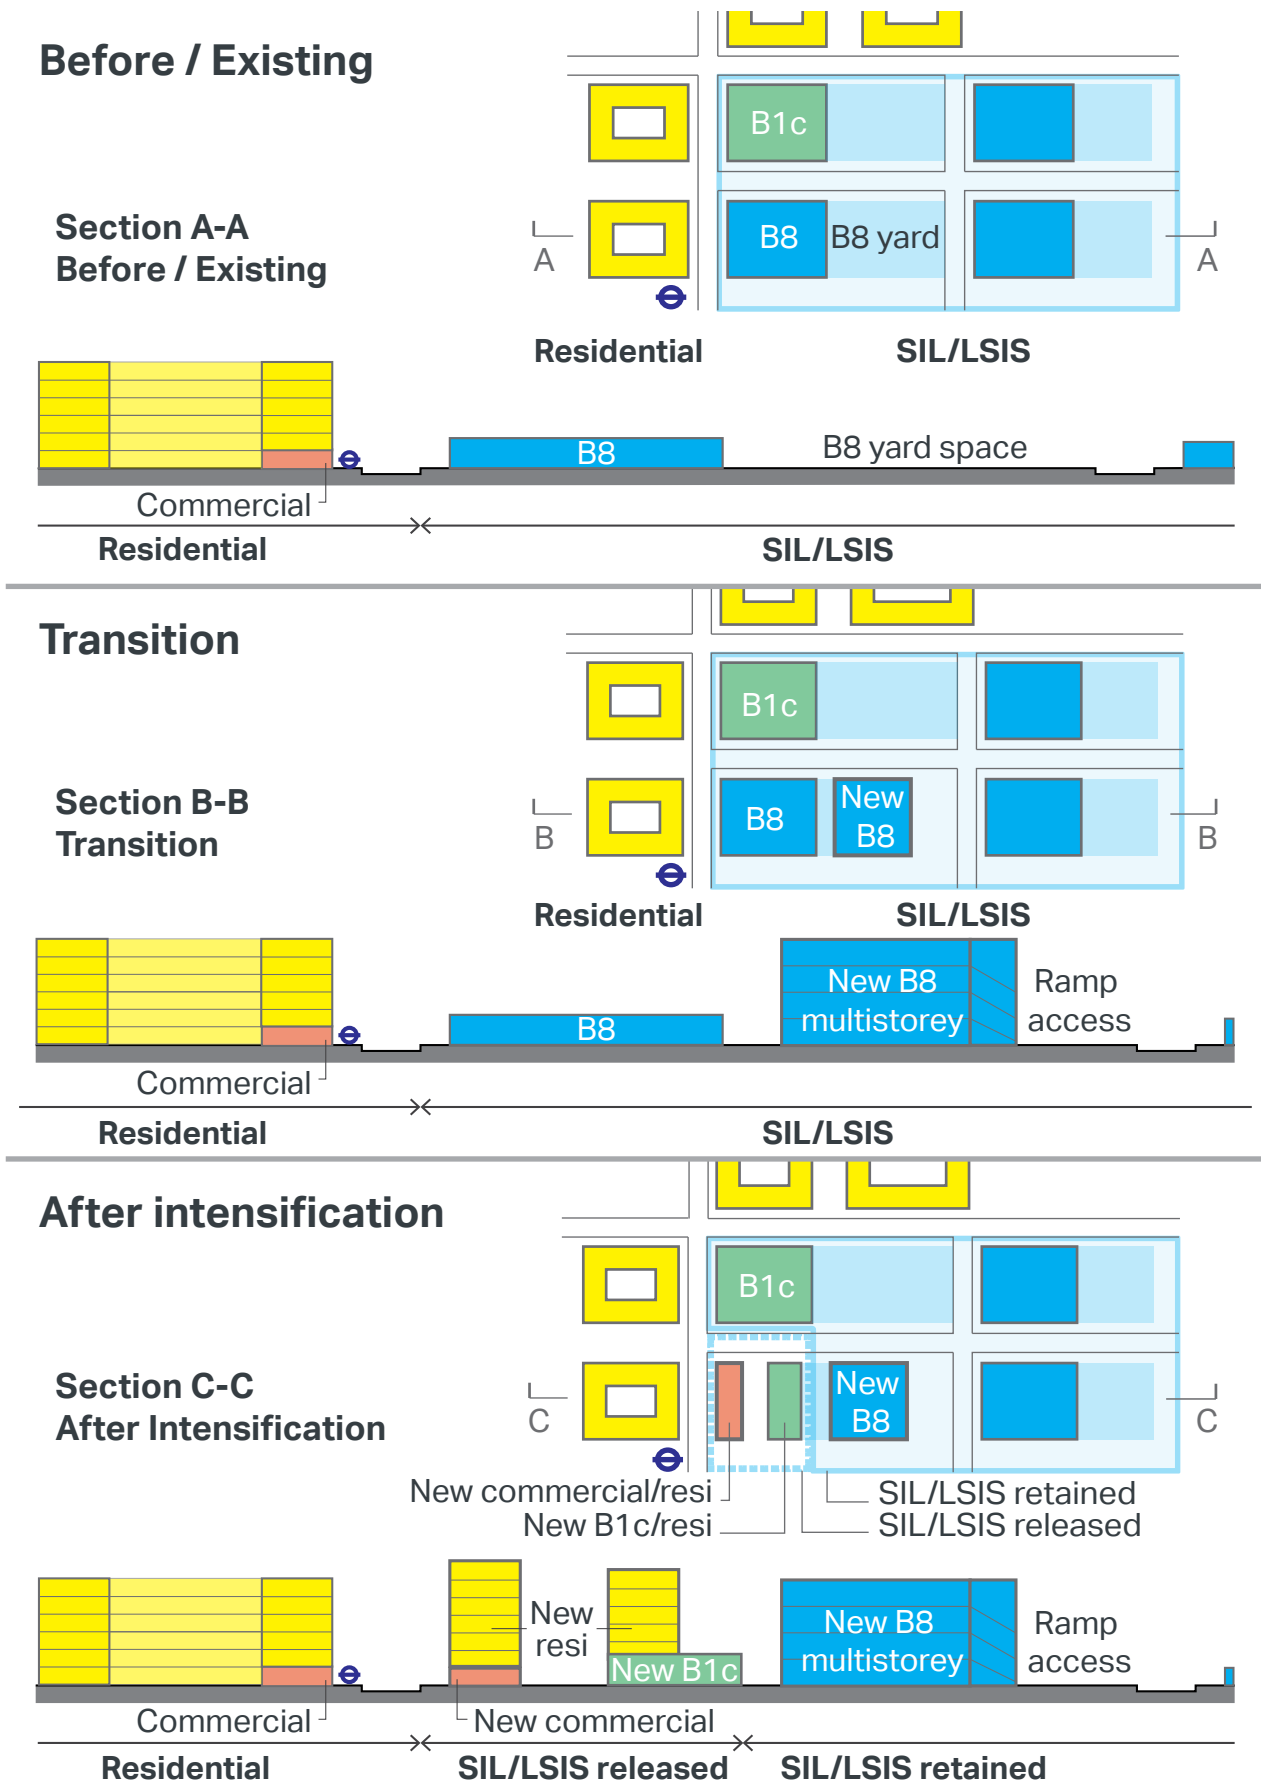 Before / Existing
B1c
Section A-A
Before / Existing
A
B8
B8 yard
A
Residential
SIL/LSIS
B8
B8 yard space
Commercial
Residential
SIL/LSIS
Transition
B1c
Section B-B
Transition
B
B8
New
B8
B
Residential
SIL/LSIS
New B8
multistorey
Ramp
access
B8
Commercial
Residential
SIL/LSIS
After intensification
B1c
Section C-C
After Intensification
C
New
B8
C
New commercial/resi
SIL/LSIS retained
New B1c/resi
SIL/LSIS released
New
resi
New B1c
New B8
multistorey
Ramp
access
Commercial
New commercial
Residential
SIL/LSIS released
SIL/LSIS retained